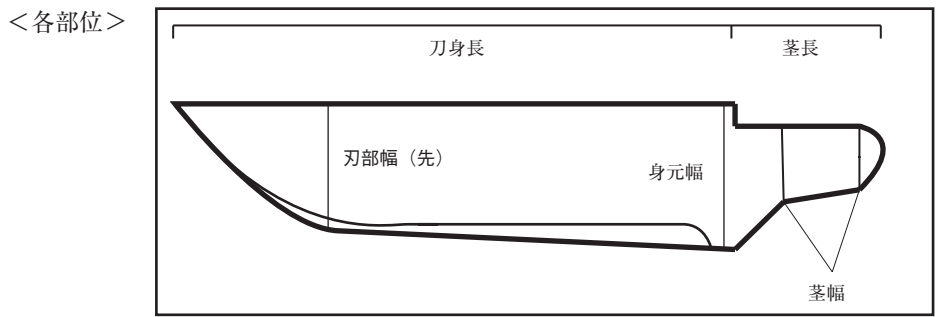 ＜各部位＞
刀身長
茎長
刃部幅（先）
身元幅
茎幅